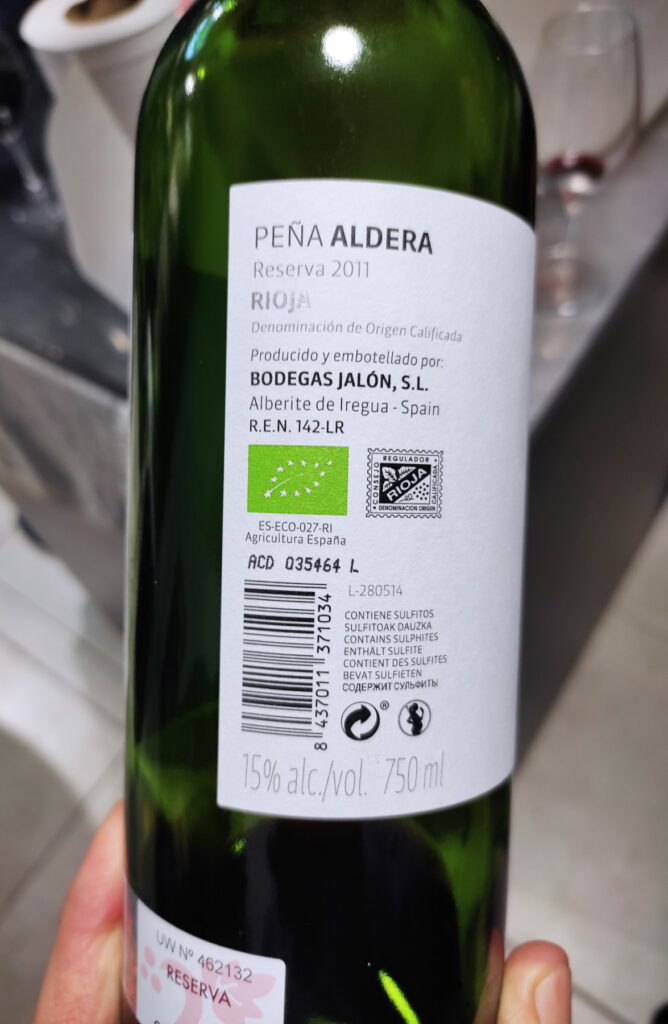 PEÑA ALDERA
Reserva 2011
RIOJA
Denominación de Origen Calificada
Producido y embotellado por:
BODEGAS JALÓN, S.L.
Alberite de Iregua - Spain
R.E.N. 142-LR
CONSEJO REGULADOR
RIOJA
DENOMINACION ORIGEN CALIFICADA
ES-ECO-027-RI
Agricultura España
ACD 035464 L
L-280514
CONTIENE SULFITOS
SULFITOAK DAUZKA
CONTAINS SULPHITES
ENTHÄLT SULFITE
CONTIENT DES SULFITES
BEVAT SULFIETEN
СОДЕРЖИТ СУЛЬФИТЫ
8 437011 371034
®
15% alc./vol. 750 ml
UW Nº 462132
RESERVA